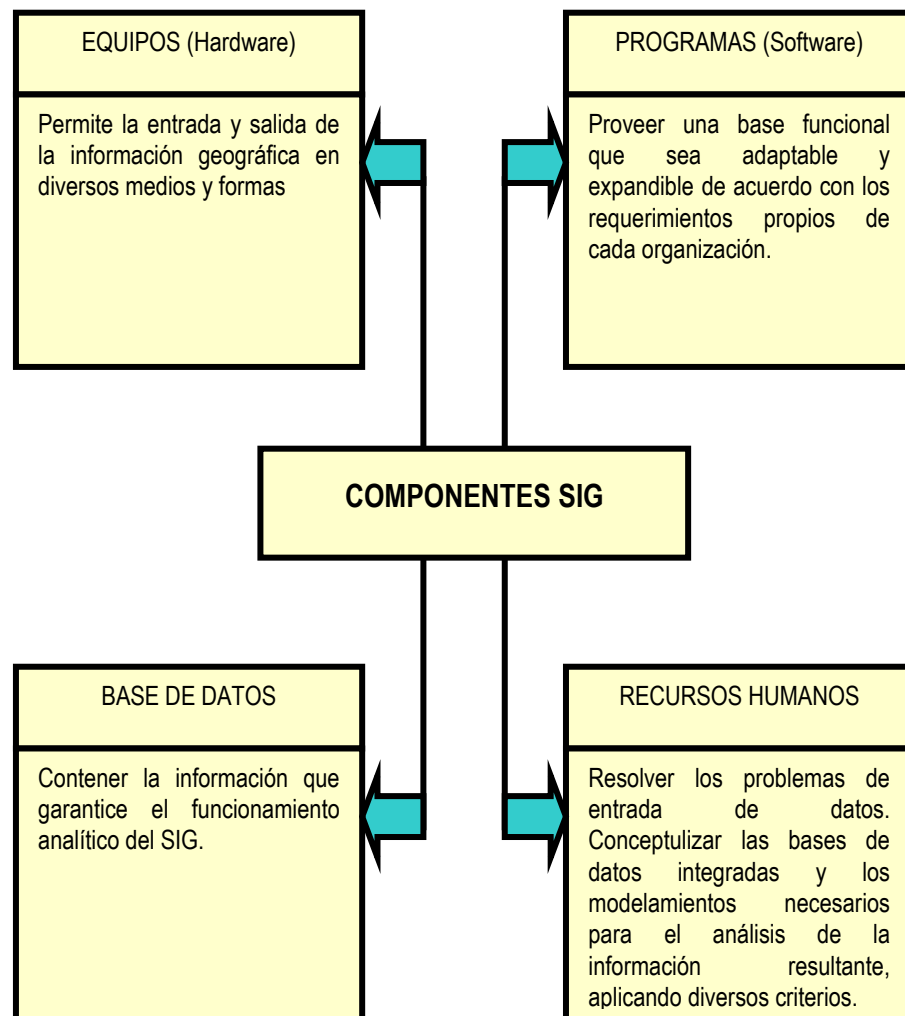 EQUIPOS (Hardware)
Permite la entrada y salida de
la información geográfica en
diversos medios y formas
PROGRAMAS (Software)
Proveer una base funcional
que sea adaptable y
expandible de acuerdo con los
requerimientos propios de
cada organización.
COMPONENTES SIG
BASE DE DATOS
Contener la información que
garantice el funcionamiento
analítico del SIG.
RECURSOS HUMANOS
Resolver los problemas de
entrada de datos.
Conceptulizar las bases de
datos integradas y los
modelamientos necesarios
para el análisis de la
información resultante,
aplicando diversos criterios.